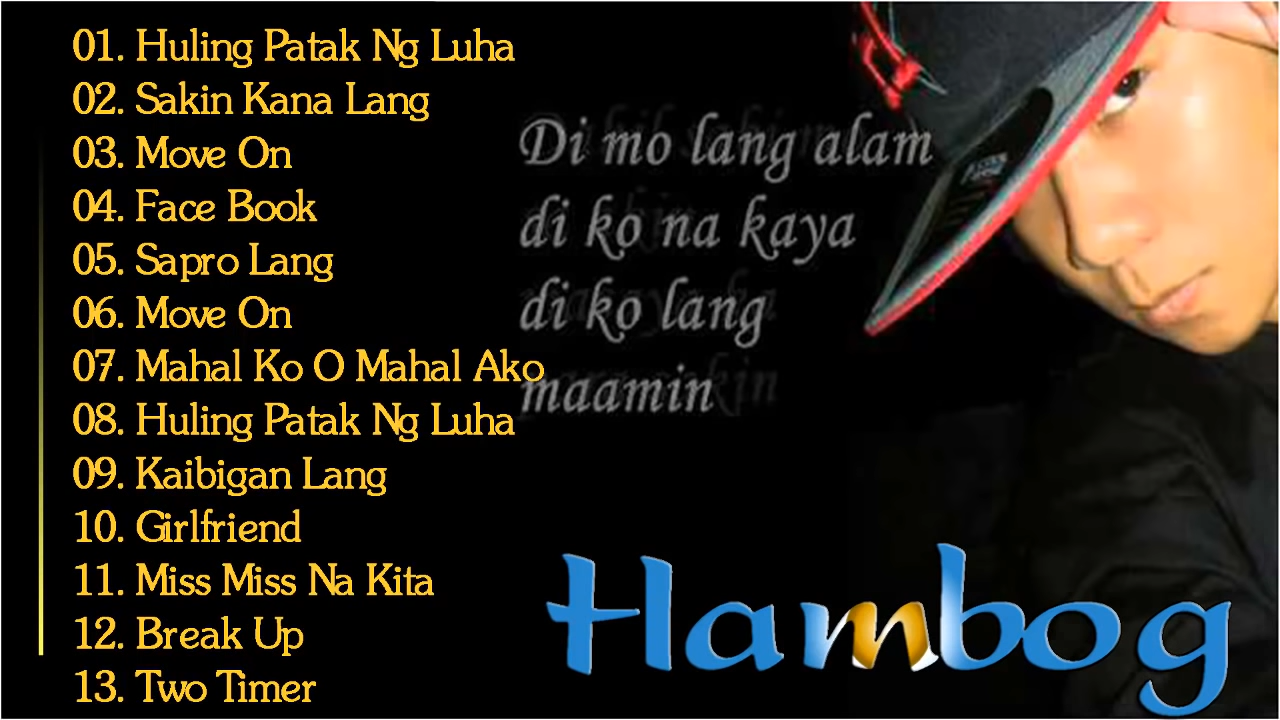 01. Huling Patak Ng Luha
02. Sakin Kana Lang
03. Move On
04. Face Book
05. Sapro Lang
06. Move On
07. Mahal Ko O Mahal Ako
08. Huling Patak Ng Luha
09. Kaibigan Lang
10. Girlfriend
11. Miss Miss Na Kita
12. Break Up
13. Two Timer
Di mo lang alam
di ko na kaya
di ko lang
maamin
Hambog